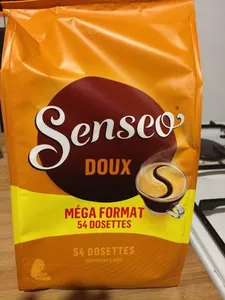 Senseo
DOUX
MÉGA FORMAT
54 DOSETTES
54 DOSETTES